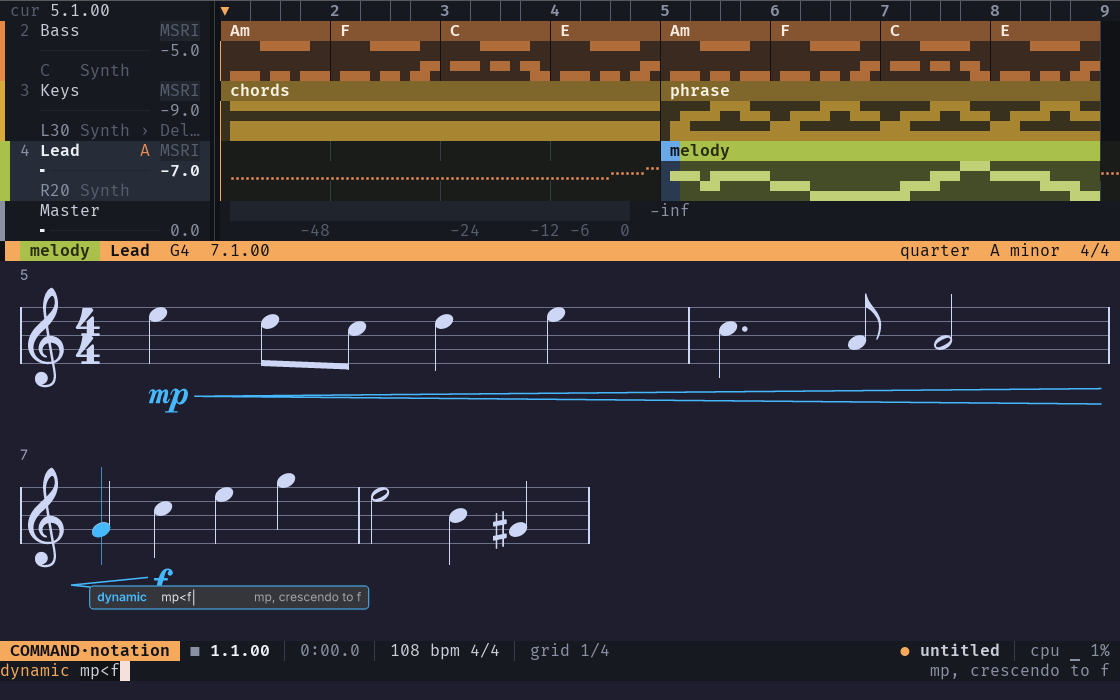 cur 5.1.00 2 3 4 5 6 7 8 9
2 Bass MSRI Am F C E Am F C E
-5.0
C Synth
3 Keys MSRI chords phrase
-9.0
L30 Synth › Del…
4 Lead A MSRI melody
-7.0
R20 Synth
Master -inf
0.0 -48 -24 -12 -6 0
melody Lead G4 7.1.00 quarter A minor 4/4
5
4
4
mp
7
f
dynamic mp<f mp, crescendo to f
COMMAND·notation ■ 1.1.00 0:00.0 108 bpm 4/4 grid 1/4 ● untitled cpu _ 1%
dynamic mp<f mp, crescendo to f